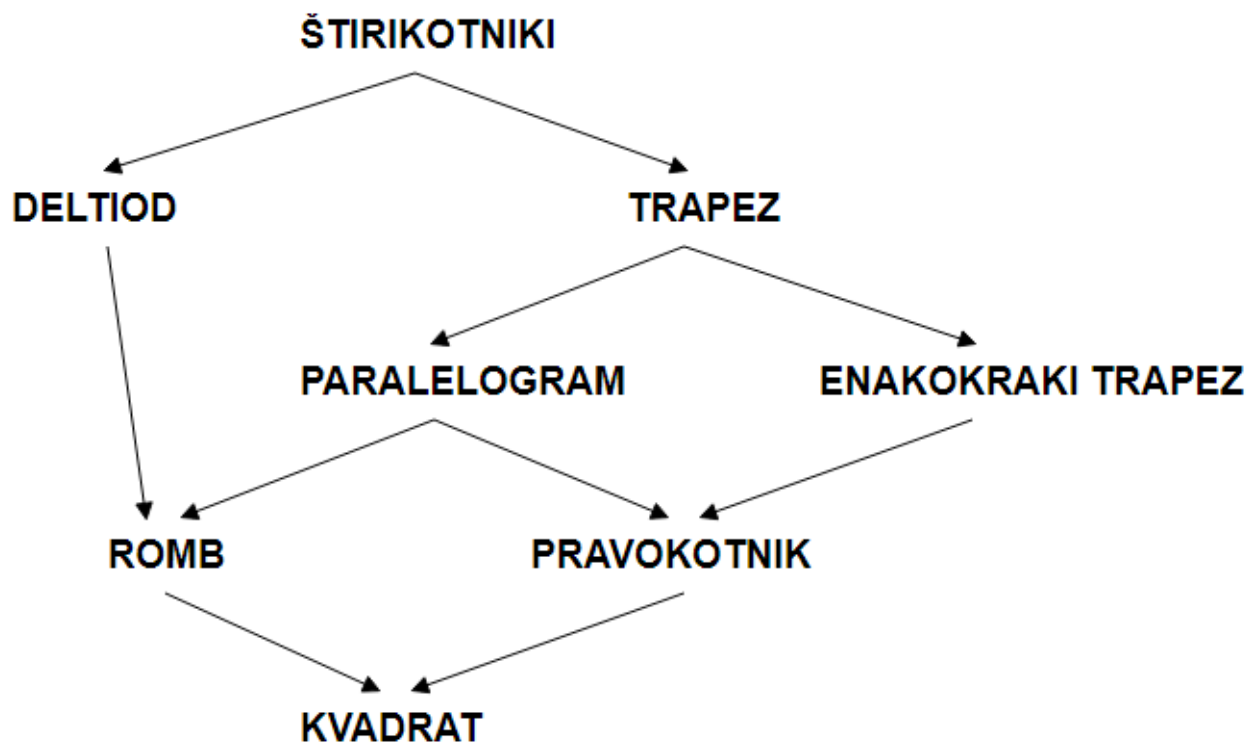 ŠTIRIKOTNIKI
DELTIOD TRAPEZ
PARALELOGRAM ENAKOKRAKI TRAPEZ
ROMB PRAVOKOTNIK
KVADRAT